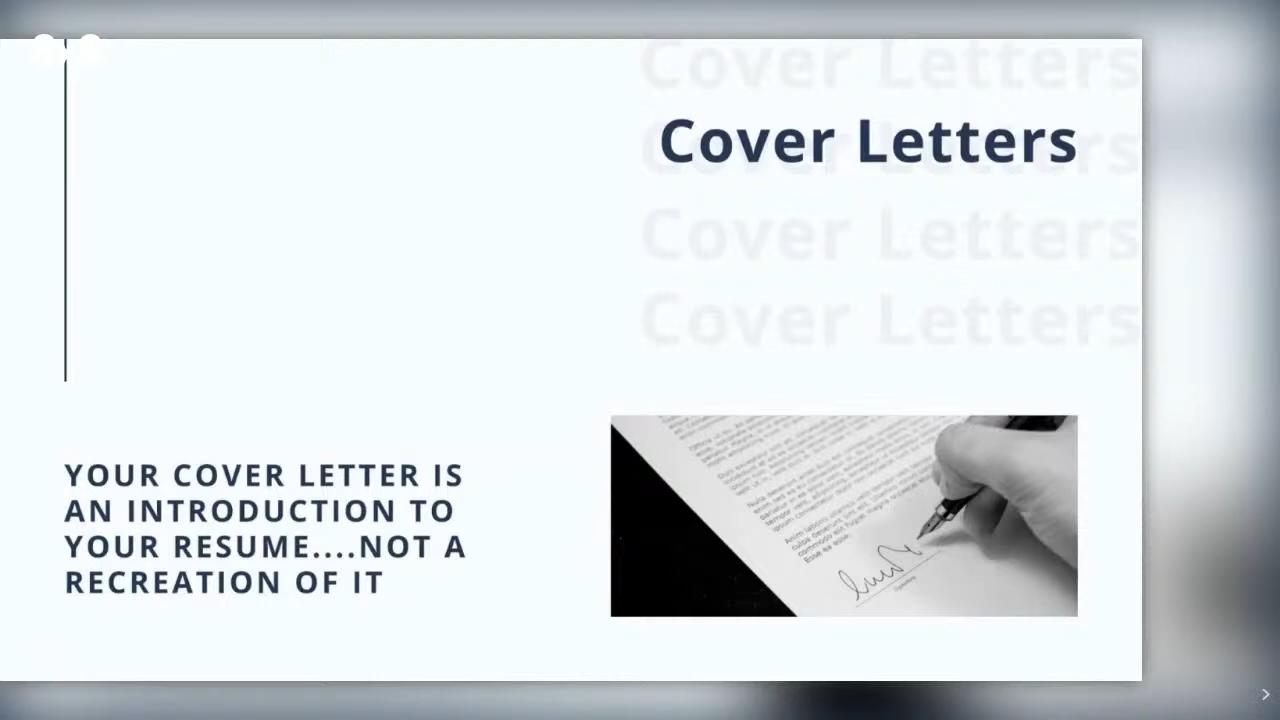 Cover Letters
Cover Letters
Cover Letters
Cover Letters
Cover Letters
YOUR COVER LETTER IS
AN INTRODUCTION TO
YOUR RESUME....NOT A
RECREATION OF IT